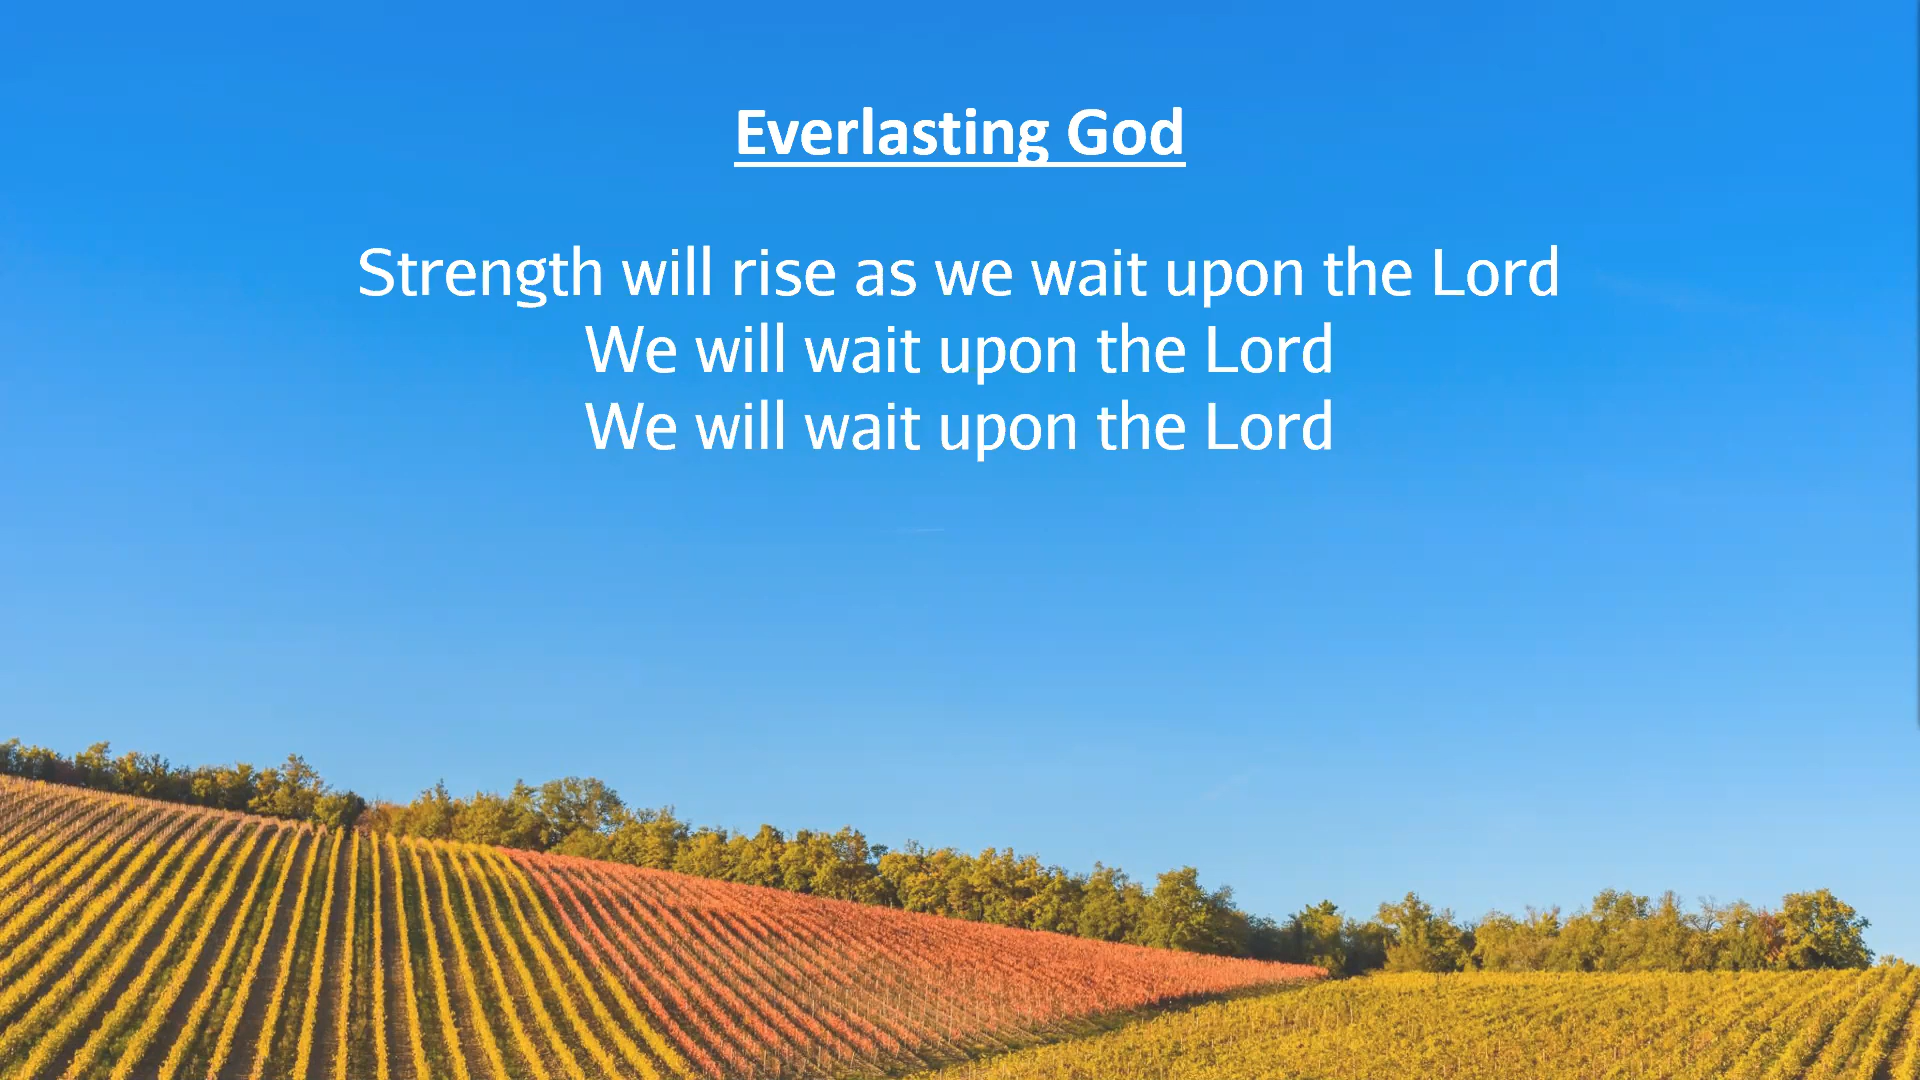 Everlasting God
Strength will rise as we wait upon the Lord
We will wait upon the Lord
We will wait upon the Lord